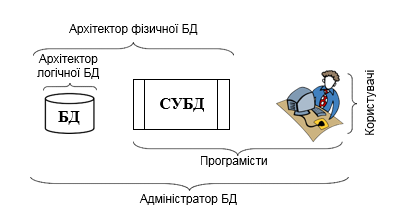 Архітектор фізичної БД
Архітектор
логічної БД
БД
СУБД
Користувачі
Програмісти
Адміністратор БД